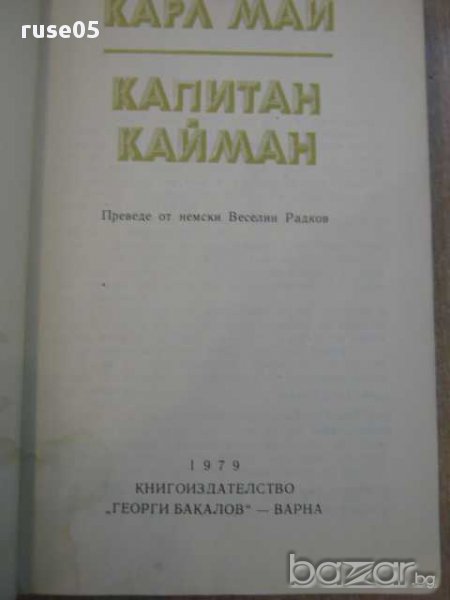 ruse05
КАРЛ МАЙ
КАПИТАН
КАЙМАН
Преведе от немски Веселин Радков
1979
КНИГОИЗДАТЕЛСТВО
„ГЕОРГИ БАКАЛОВ“ — ВАРНА
bazar.bg